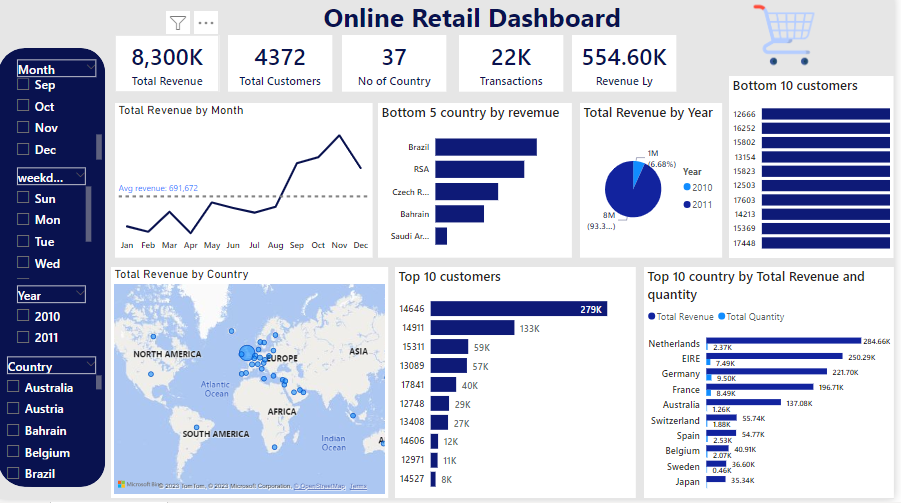 Online Retail Dashboard
8,300K
Total Revenue
4372
Total Customers
37
No of Country
22K
Transactions
554.60K
Revenue Ly
Month
Sep
Oct
Nov
Dec
weekd...
Sun
Mon
Tue
Wed
Year
2010
2011
Country
Australia
Austria
Bahrain
Belgium
Brazil
Total Revenue by Month
Avg revenue: 691,672
Jan Feb Mar Apr May Jun Jul Aug Sep Oct Nov Dec
Bottom 5 country by revemue
Brazil
RSA
Czech R...
Bahrain
Saudi Ar...
Total Revenue by Year
1M
(6.68%)
8M
(93.3...)
Year
2010
2011
Bottom 10 customers
12666
16252
15802
13154
15823
12503
17603
14213
15369
17448
Total Revenue by Country
NORTH AMERICA
EUROPE
ASIA
Atlantic
Ocean
AFRICA
SOUTH AMERICA
Indian
Ocean
A
Microsoft Bing
© 2023 TomTom, © 2023 Microsoft Corporation, © OpenStreetMap Terms
Top 10 customers
14646 279K
14911 133K
15311 59K
13089 57K
17841 40K
12748 29K
13408 27K
14606 12K
12971 11K
14527 8K
Top 10 country by Total Revenue and
quantity
Total Revenue Total Quantity
Netherlands 284.66K
2.37K
EIRE 250.29K
7.49K
Germany 221.70K
9.50K
France 196.71K
8.49K
Australia 137.08K
1.26K
Switzerland 55.74K
1.88K
Spain 54.77K
2.53K
Belgium 40.91K
2.07K
Sweden 36.60K
0.46K
Japan 35.34K